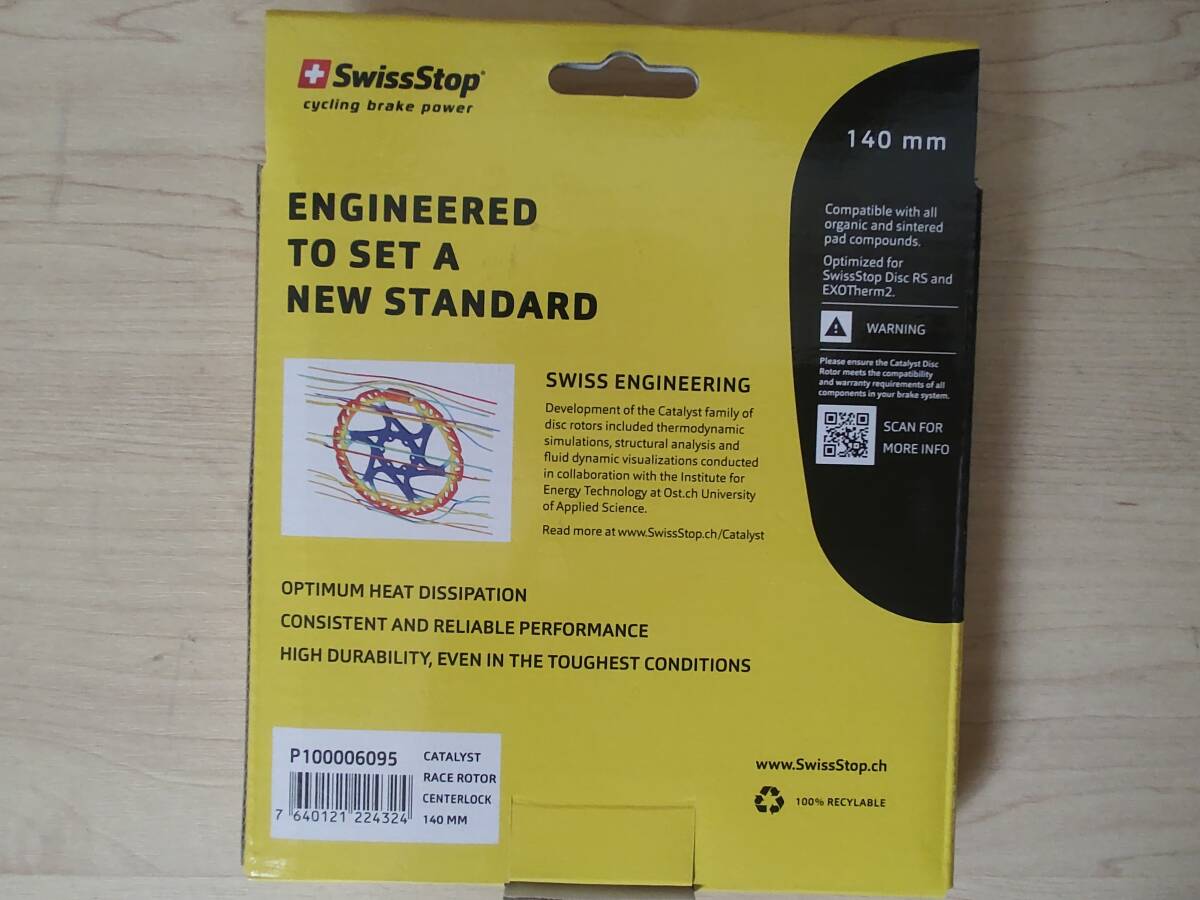 SwissStop
cycling brake power
140 mm
ENGINEERED
TO SET A
NEW STANDARD
Compatible with all
organic and sintered
pad compounds.
Optimized for
SwissStop Disc RS and
EXOTherm2.
WARNING
Please ensure the Catalyst Disc
Rotor meets the compatibility
and warranty requirements of all
components in your brake system.
SCAN FOR
MORE INFO
SWISS ENGINEERING
Development of the Catalyst family of
disc rotors included thermodynamic
simulations, structural analysis and
fluid dynamic visualizations conducted
in collaboration with the Institute for
Energy Technology at Ost.ch University
of Applied Science.
Read more at www.SwissStop.ch/Catalyst
OPTIMUM HEAT DISSIPATION
CONSISTENT AND RELIABLE PERFORMANCE
HIGH DURABILITY, EVEN IN THE TOUGHEST CONDITIONS
P100006095
7 640121 224324
CATALYST
RACE ROTOR
CENTERLOCK
140 MM
www.SwissStop.ch
100% RECYLABLE